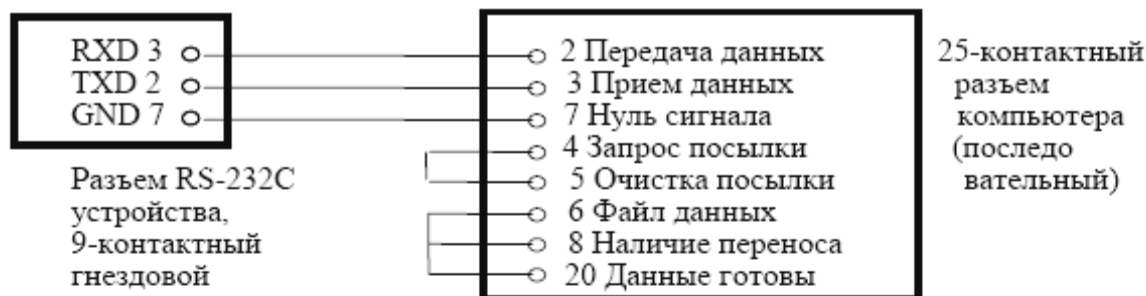 RXD 3
TXD 2
GND 7
Разъем RS-232C
устройства,
9-контактный
гнездовой
2 Передача данных
3 Прием данных
7 Нуль сигнала
4 Запрос посылки
5 Очистка посылки
6 Файл данных
8 Наличие переноса
20 Данные готовы
25-контактный
разъем
компьютера
(последо
вательный)